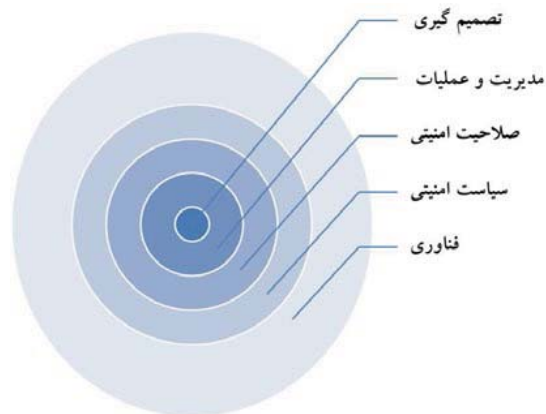 تصمیم گیری
مدیریت و عملیات
صلاحیت امنیتی
سیاست امنیتی
فناوری